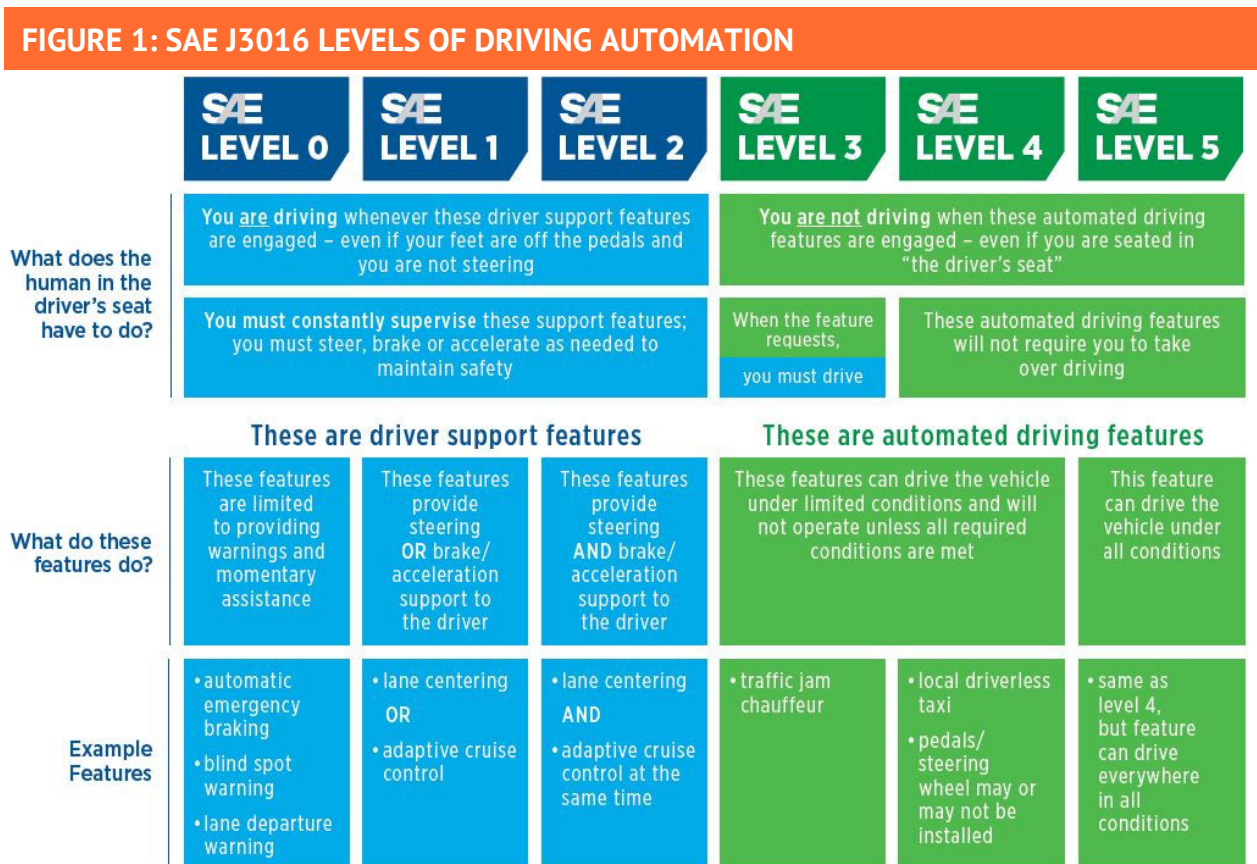 FIGURE 1: SAE J3016 LEVELS OF DRIVING AUTOMATION
SAE
LEVEL 0
SAE
LEVEL 1
SAE
LEVEL 2
SAE
LEVEL 3
SAE
LEVEL 4
SAE
LEVEL 5
What does the
human in the
driver's seat
have to do?
You are driving whenever these driver support features
are engaged – even if your feet are off the pedals and
you are not steering
You are not driving when these automated driving
features are engaged – even if you are seated in
"the driver's seat"
You must constantly supervise these support features;
you must steer, brake or accelerate as needed to
maintain safety
When the feature
requests,
you must drive
These automated driving features
will not require you to take
over driving
These are driver support features
These are automated driving features
What do these
features do?
These features
are limited
to providing
warnings and
momentary
assistance
These features
provide
steering
OR brake/
acceleration
support to
the driver
These features
provide
steering
AND brake/
acceleration
support to
the driver
These features can drive the vehicle
under limited conditions and will
not operate unless all required
conditions are met
This feature
can drive the
vehicle under
all conditions
Example
Features
• automatic
emergency
braking
• blind spot
warning
• lane departure
warning
• lane centering
OR
• adaptive cruise
control
• lane centering
AND
• adaptive cruise
control at the
same time
• traffic jam
chauffeur
• local driverless
taxi
• pedals/
steering
wheel may or
may not be
installed
• same as
level 4,
but feature
can drive
everywhere
in all
conditions